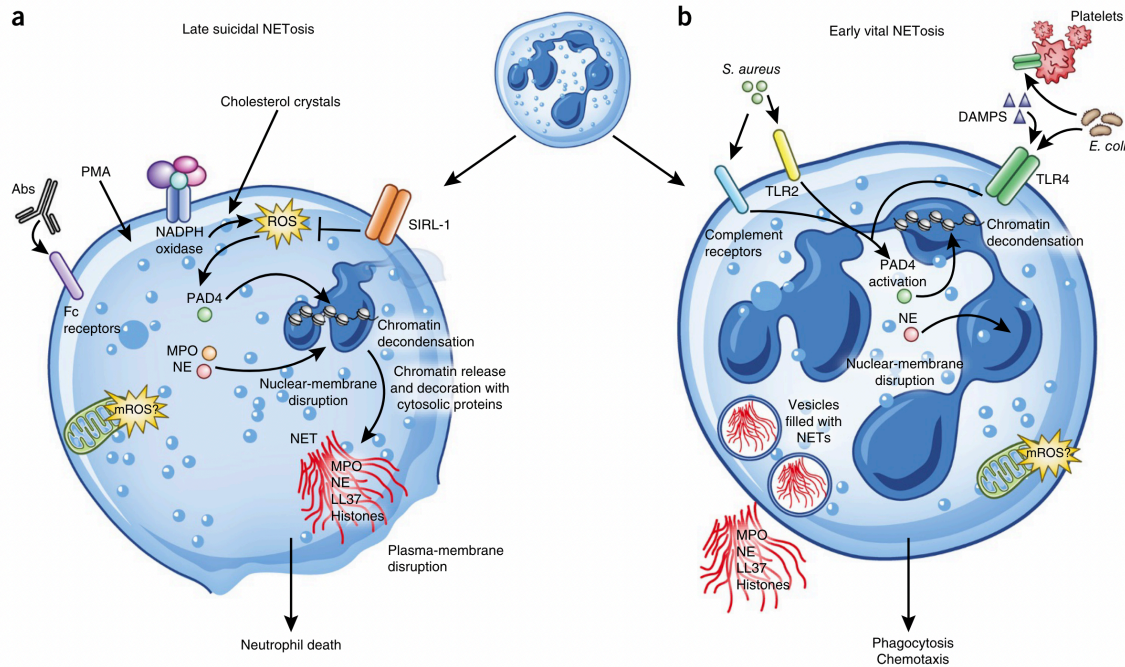 a
Late suicidal NETosis
Cholesterol crystals
Abs
PMA
NADPH
oxidase
ROS
SIRL-1
Fc
receptors
PAD4
MPO
NE
Chromatin
decondensation
Nuclear-membrane
disruption
Chromatin release
and decoration with
cytosolic proteins
mROS?
NET
MPO
NE
LL37
Histones
Plasma-membrane
disruption
Neutrophil death
b
Early vital NETosis
Platelets
S. aureus
DAMPS
E. coli
TLR2
TLR4
Complement
receptors
Chromatin
decondensation
PAD4
activation
NE
Nuclear-membrane
disruption
Vesicles
filled with
NETs
mROS?
MPO
NE
LL37
Histones
Phagocytosis
Chemotaxis